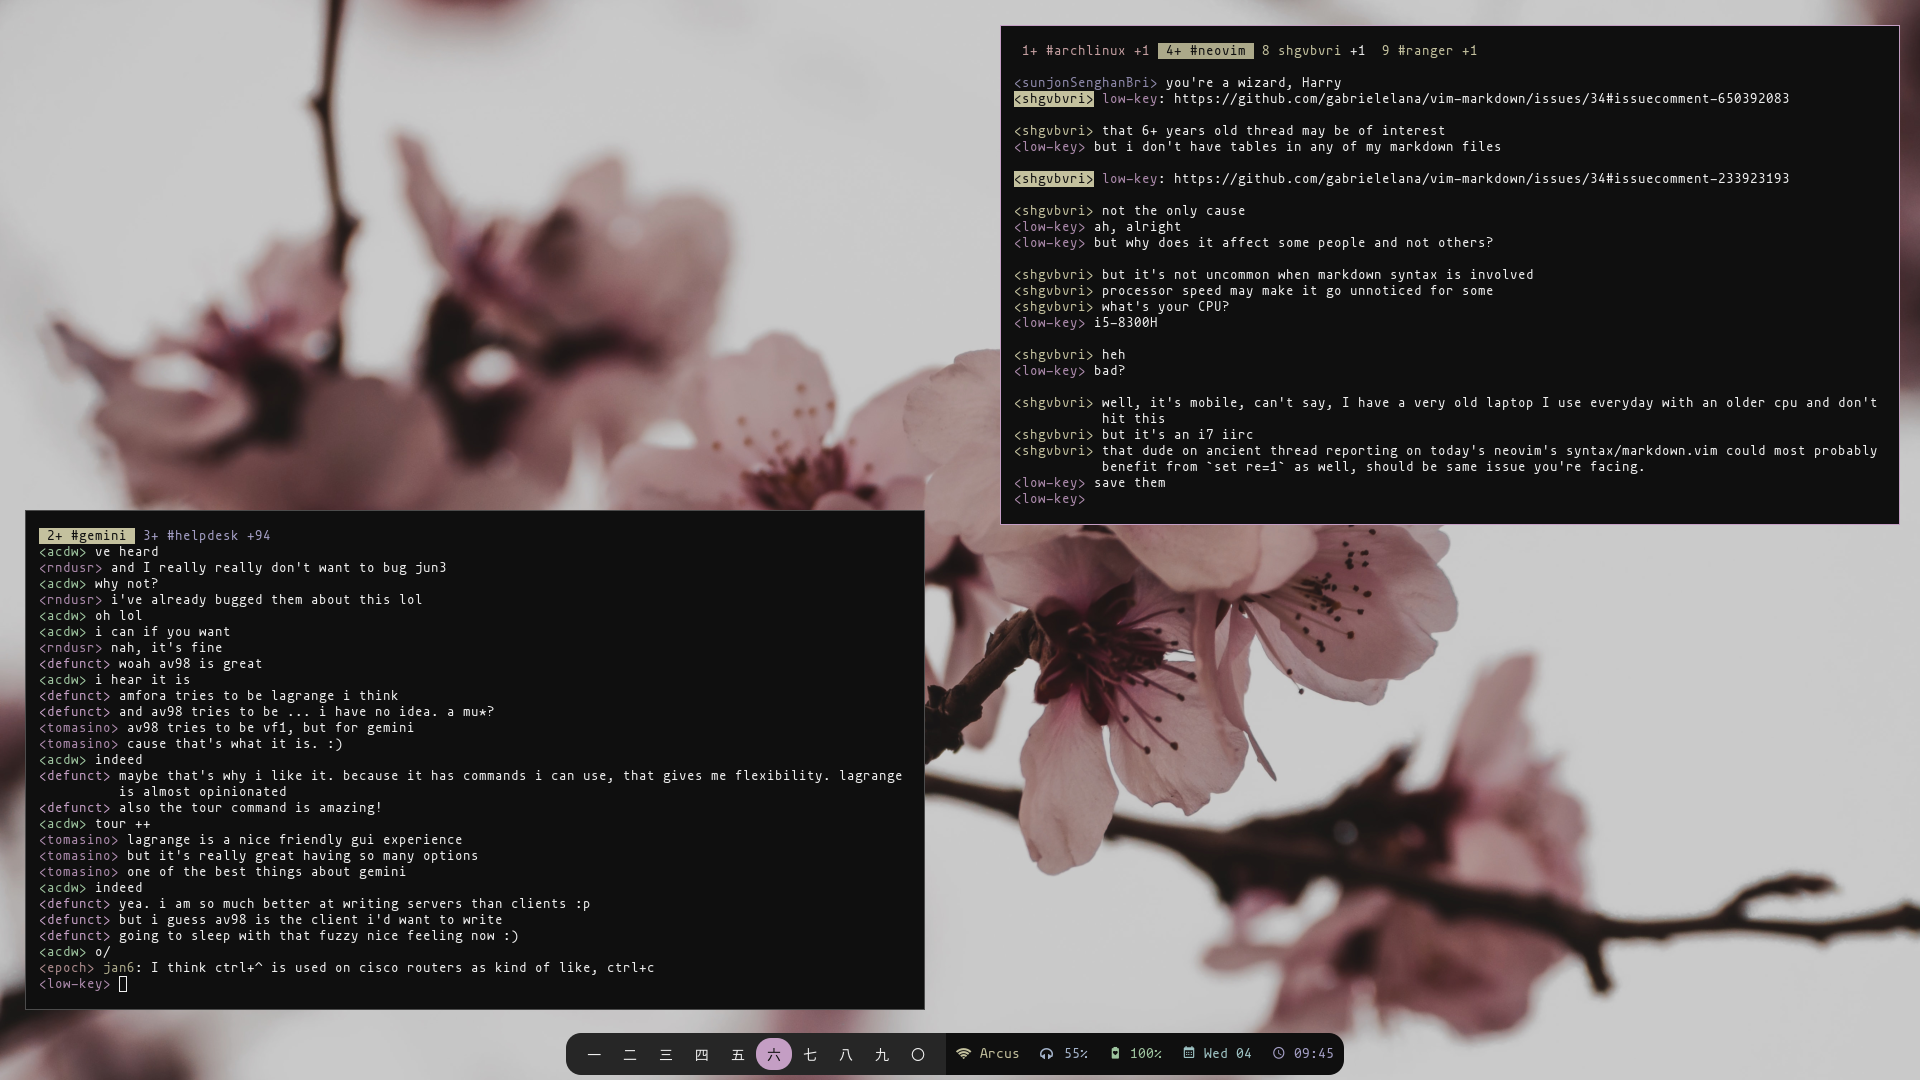 1+ #archlinux +1 4+ #neovim 8 shgvbvri +1 9 #ranger +1
<sunjonSenghanBri> you're a wizard, Harry
<shgvbvri> low-key: https://github.com/gabrielelana/vim-markdown/issues/34#issuecomment-650392083
<shgvbvri> that 6+ years old thread may be of interest
<low-key> but i don't have tables in any of my markdown files
<shgvbvri> low-key: https://github.com/gabrielelana/vim-markdown/issues/34#issuecomment-233923193
<shgvbvri> not the only cause
<low-key> ah, alright
<low-key> but why does it affect some people and not others?
<shgvbvri> but it's not uncommon when markdown syntax is involved
<shgvbvri> processor speed may make it go unnoticed for some
<shgvbvri> what's your CPU?
<low-key> i5-8300H
<shgvbvri> heh
<low-key> bad?
<shgvbvri> well, it's mobile, can't say, I have a very old laptop I use everyday with an older cpu and don't
hit this
<shgvbvri> but it's an i7 iirc
<shgvbvri> that dude on ancient thread reporting on today's neovim's syntax/markdown.vim could most probably
benefit from `set re=1` as well, should be same issue you're facing.
<low-key> save them
<low-key>
2+ #gemini 3+ #helpdesk +94
<acdw> ve heard
<rndusr> and I really really don't want to bug jun3
<acdw> why not?
<rndusr> i've already bugged them about this lol
<acdw> oh lol
<acdw> i can if you want
<rndusr> nah, it's fine
<defunct> woah av98 is great
<acdw> i hear it is
<defunct> amfora tries to be lagrange i think
<defunct> and av98 tries to be ... i have no idea. a mu*?
<tomasino> av98 tries to be vf1, but for gemini
<tomasino> cause that's what it is. :)
<acdw> indeed
<defunct> maybe that's why i like it. because it has commands i can use, that gives me flexibility. lagrange
is almost opinionated
<defunct> also the tour command is amazing!
<acdw> tour ++
<tomasino> lagrange is a nice friendly gui experience
<tomasino> but it's really great having so many options
<tomasino> one of the best things about gemini
<acdw> indeed
<defunct> yea. i am so much better at writing servers than clients :p
<defunct> but i guess av98 is the client i'd want to write
<defunct> going to sleep with that fuzzy nice feeling now :)
<acdw> o/
<epoch> jan6: I think ctrl+^ is used on cisco routers as kind of like, ctrl+c
<low-key>
一 二 三 四 五 六 七 八 九 〇 Arcus 55% 100% Wed 04 09:45